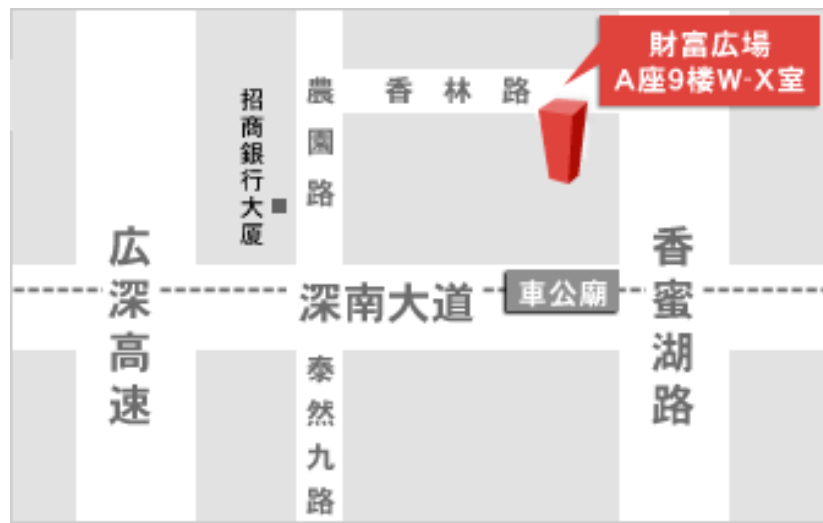 財富広場
A座9楼W-X室
香林路
農園路
招商銀行大厦
広深高速
深南大道
車公廟
香蜜湖路
泰然九路